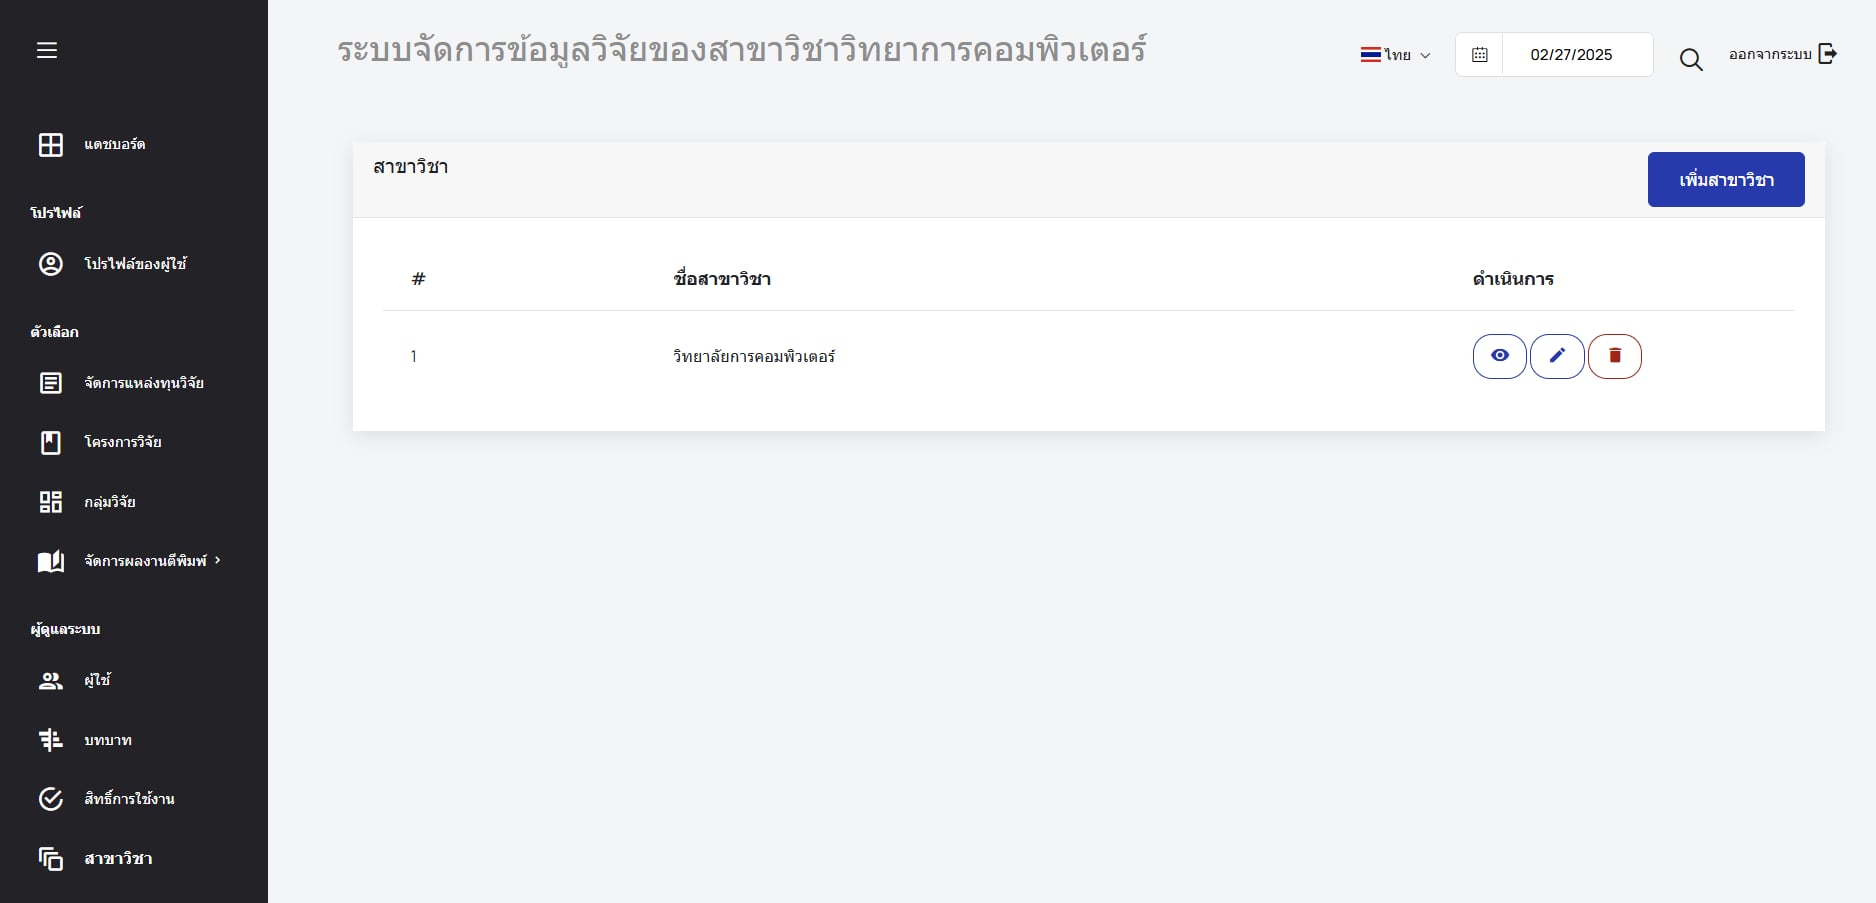 ระบบจัดการข้อมูลวิจัยของสาขาวิชาวิทยาการคอมพิวเตอร์
ไทย
02/27/2025
ออกจากระบบ
แดชบอร์ด
โปรไฟล์
โปรไฟล์ของผู้ใช้
ตัวเลือก
จัดการแหล่งทุนวิจัย
โครงการวิจัย
กลุ่มวิจัย
จัดการผลงานตีพิมพ์
ผู้ดูแลระบบ
ผู้ใช้
บทบาท
สิทธิ์การใช้งาน
สาขาวิชา
สาขาวิชา
เพิ่มสาขาวิชา
# ชื่อสาขาวิชา ดำเนินการ
1 วิทยาลัยการคอมพิวเตอร์